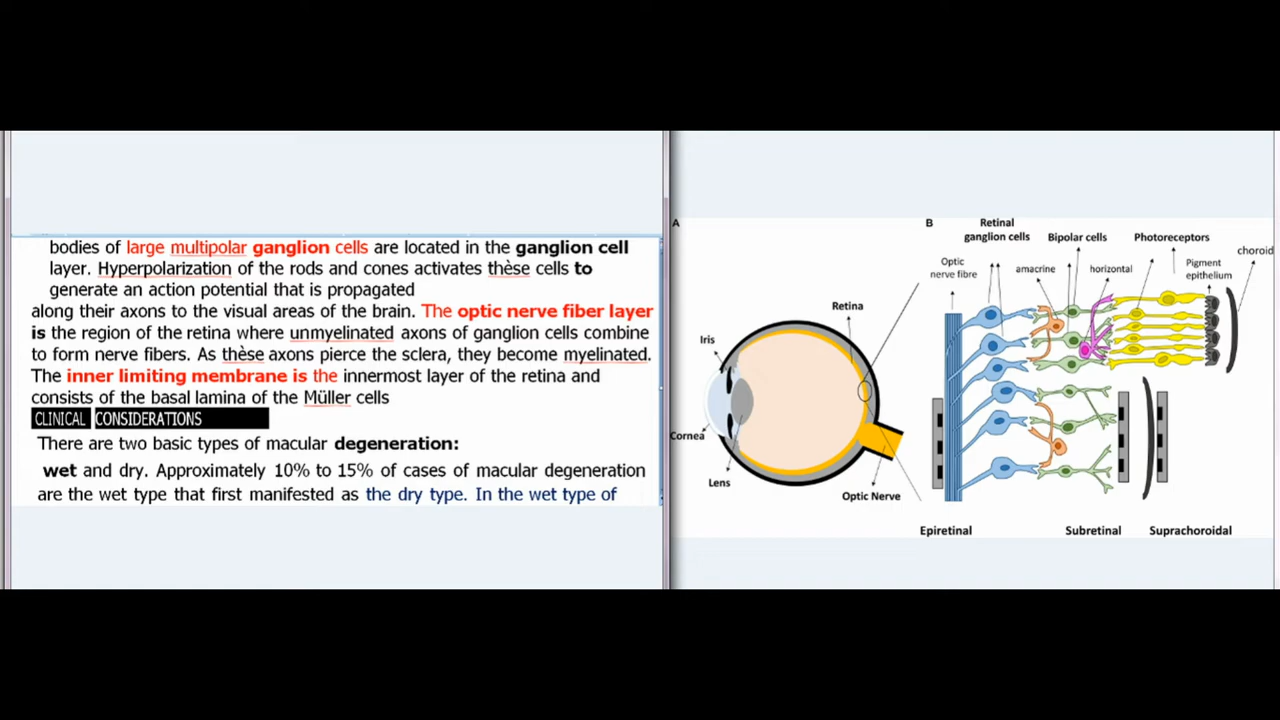 bodies of large multipolar ganglion cells are located in the ganglion cell
layer. Hyperpolarization of the rods and cones activates thèse cells to
generate an action potential that is propagated
along their axons to the visual areas of the brain. The optic nerve fiber layer
is the region of the retina where unmyelinated axons of ganglion cells combine
to form nerve fibers. As thèse axons pierce the sclera, they become myelinated.
The inner limiting membrane is the innermost layer of the retina and
consists of the basal lamina of the Müller cells
CLINICAL CONSIDERATIONS
There are two basic types of macular degeneration:
wet and dry. Approximately 10% to 15% of cases of macular degeneration
are the wet type that first manifested as the dry type. In the wet type of
A
Retina
Iris
Cornea
Lens
Optic Nerve
B
Retinal
ganglion cells
Bipolar cells
Photoreceptors
choroid
Optic
nerve fibre
amacrine
horizontal
Pigment
epithelium
Epiretinal
Subretinal
Suprachoroidal